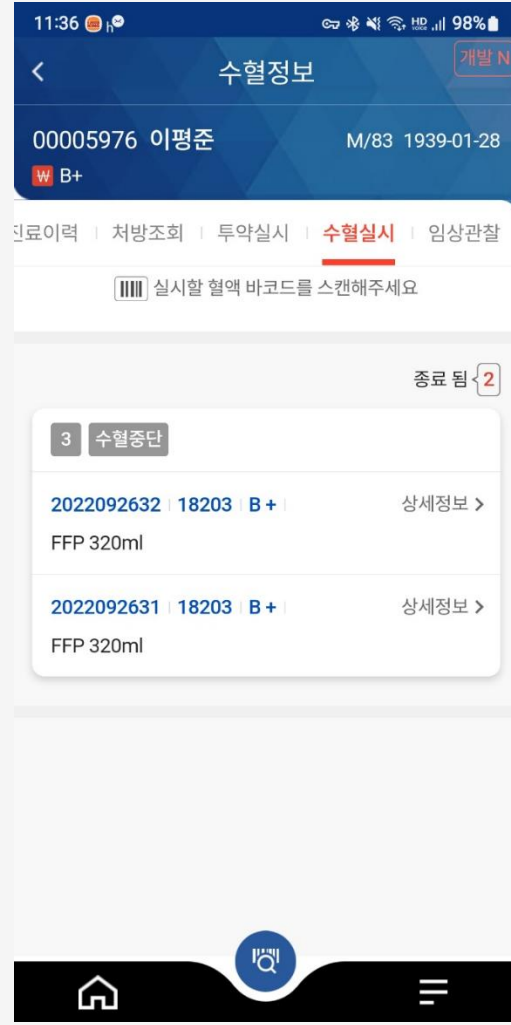 11:36 98%
수혈정보
개발 N
00005976 이평준 M/83 1939-01-28
W B+
진료이력 처방조회 투약실시 수혈실시 임상관찰
실시할 혈액 바코드를 스캔해주세요
종료 됨 2
3 수혈중단
2022092632 18203 B + 상세정보 >
FFP 320ml
2022092631 18203 B + 상세정보 >
FFP 320ml